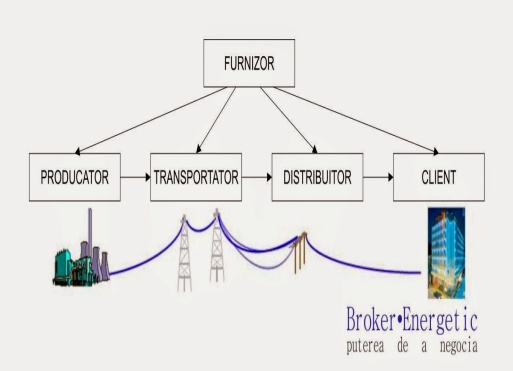 FURNIZOR
PRODUCATOR TRANSPORTATOR DISTRIBUITOR CLIENT
Broker•Energetic
puterea de a negocia